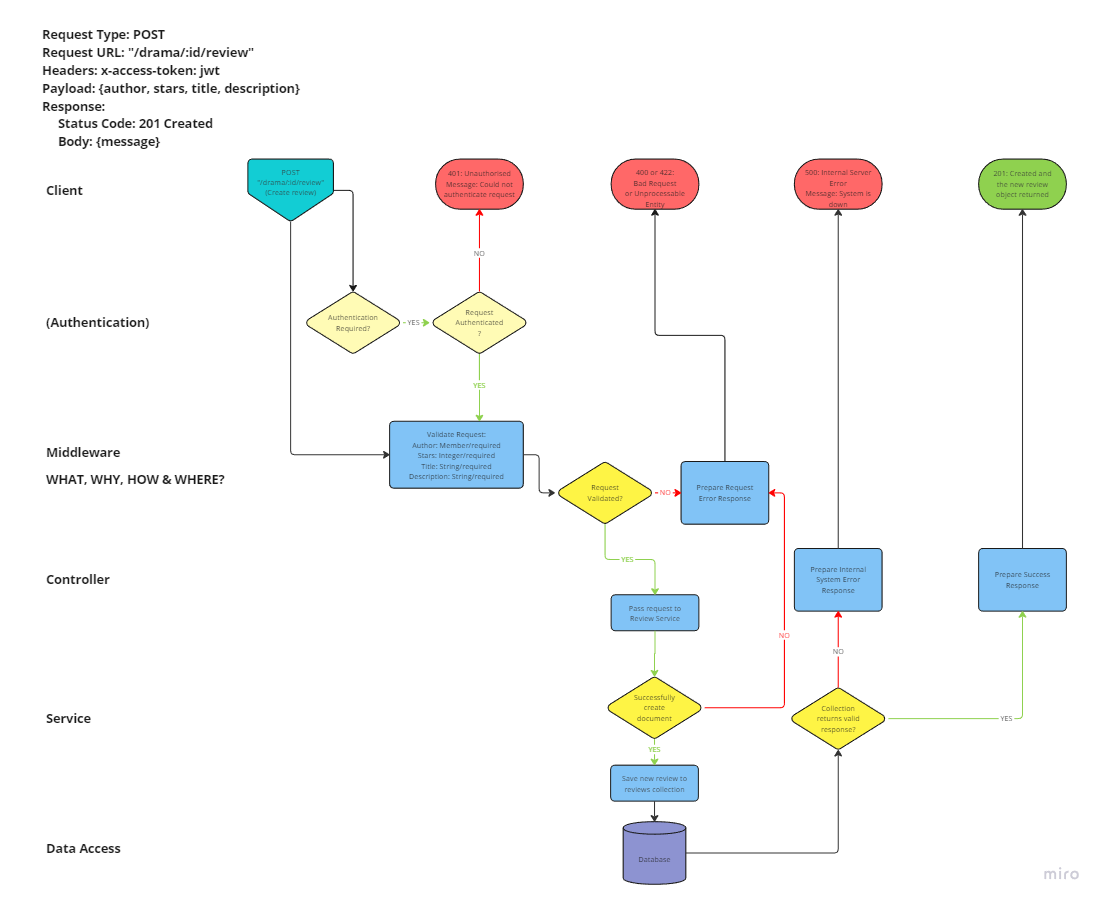 Request Type: POST
Request URL: "/drama/:id/review"
Headers: x-access-token: jwt
Payload: {author, stars, title, description}
Response:
Status Code: 201 Created
Body: {message}
Client
POST
"/drama/:id/review"
(Create review)
401: Unauthorised
Message: Could not
authenticate request
400 or 422:
Bad Request
or Unprocessable
Entity
500: Internal Server
Error
Message: System is
down
201: Created and
the new review
object returned
NO
(Authentication)
Authentication
Required?
YES
Request
Authenticated
?
YES
Middleware
WHAT, WHY, HOW & WHERE?
Validate Request:
Author: Member/required
Stars: Integer/required
Title: String/required
Description: String/required
Request
Validated?
NO
Prepare Request
Error Response
YES
Controller
Pass request to
Review Service
Prepare Internal
System Error
Response
Prepare Success
Response
NO
NO
Service
Successfully
create
document
Collection
returns valid
response?
YES
YES
Save new review to
reviews collection
Data Access
Database
miro